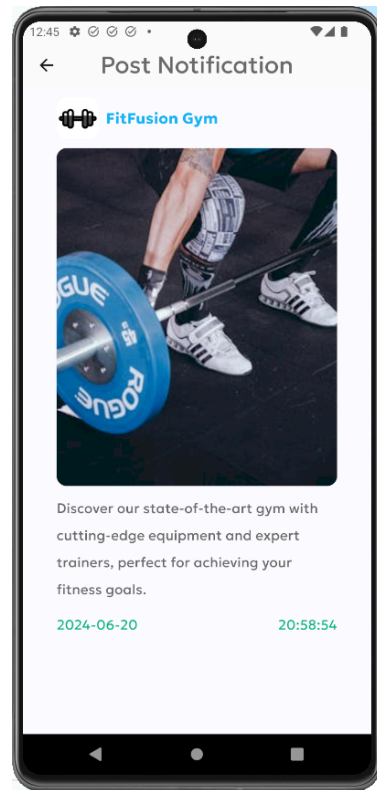 12:45
Post Notification
FitFusion Gym
ROGUE
ROGUE
Discover our state-of-the-art gym with
cutting-edge equipment and expert
trainers, perfect for achieving your
fitness goals.
2024-06-20 20:58:54